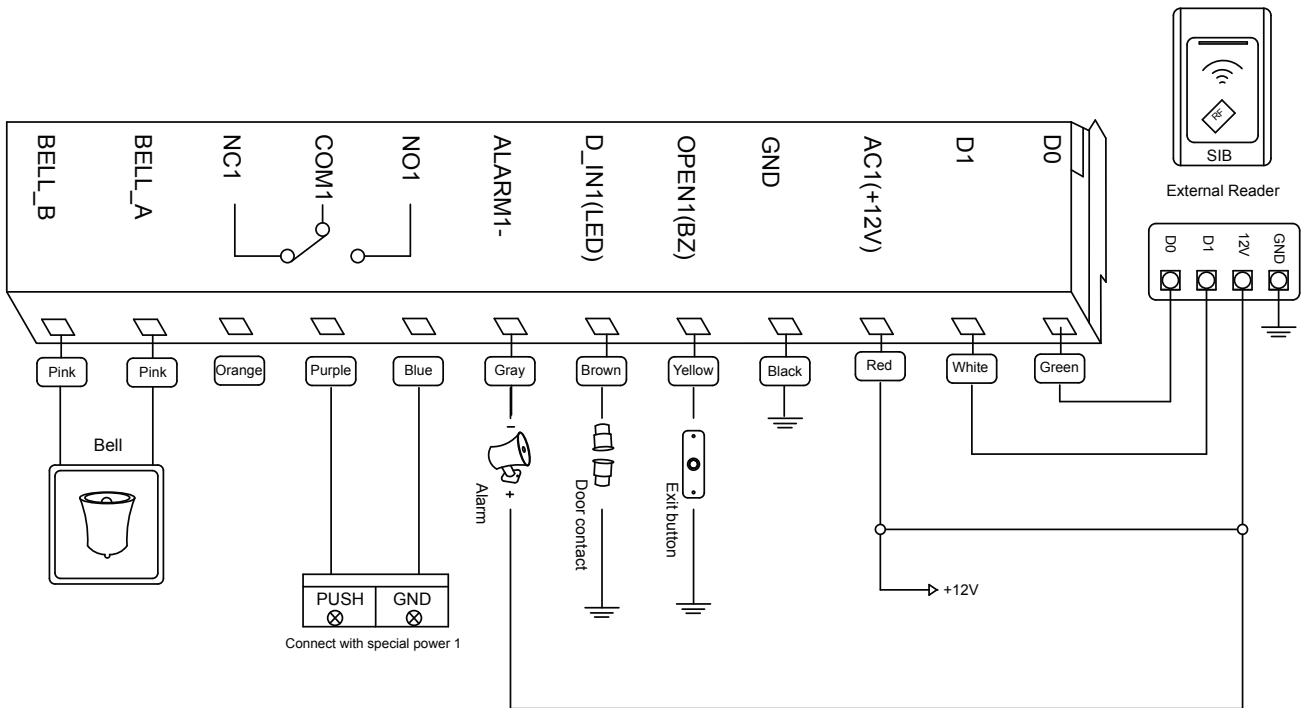 BELL_B
BELL_A
NC1
COM1
NO1
ALARM1-
D_IN1(LED)
OPEN1(BZ)
GND
AC1(+12V)
D1
D0
RF
SIB
External Reader
D0
D1
12V
GND
Pink
Pink
Orange
Purple
Blue
Gray
Brown
Yellow
Black
Red
White
Green
Bell
-
+
Alarm
Door contact
Exit button
+12V
PUSH
GND
Connect with special power 1